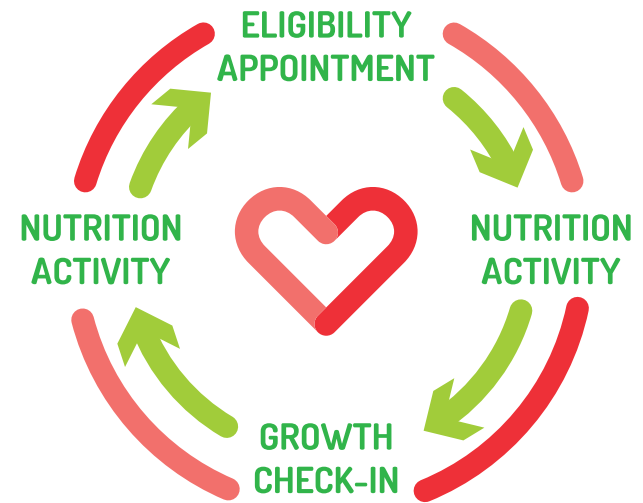 ELIGIBILITY
APPOINTMENT
NUTRITION
ACTIVITY
NUTRITION
ACTIVITY
GROWTH
CHECK-IN